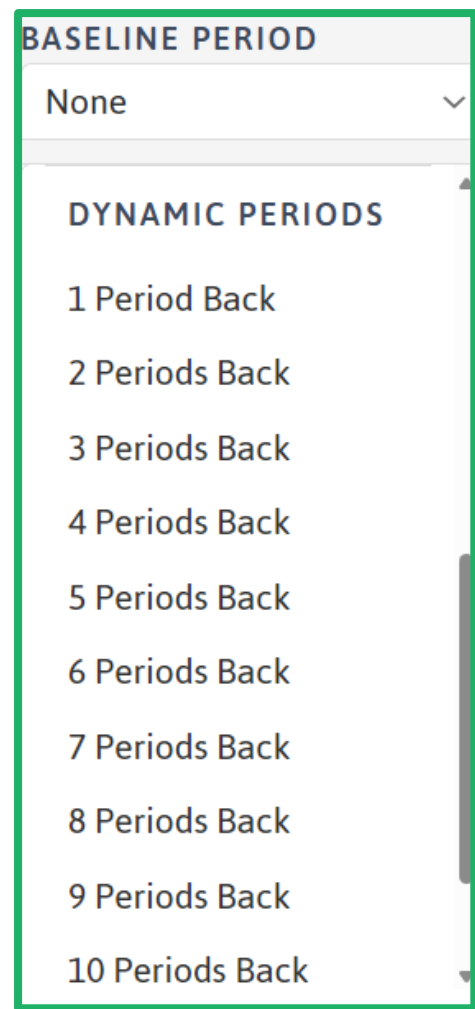 BASELINE PERIOD
None
DYNAMIC PERIODS
1 Period Back
2 Periods Back
3 Periods Back
4 Periods Back
5 Periods Back
6 Periods Back
7 Periods Back
8 Periods Back
9 Periods Back
10 Periods Back